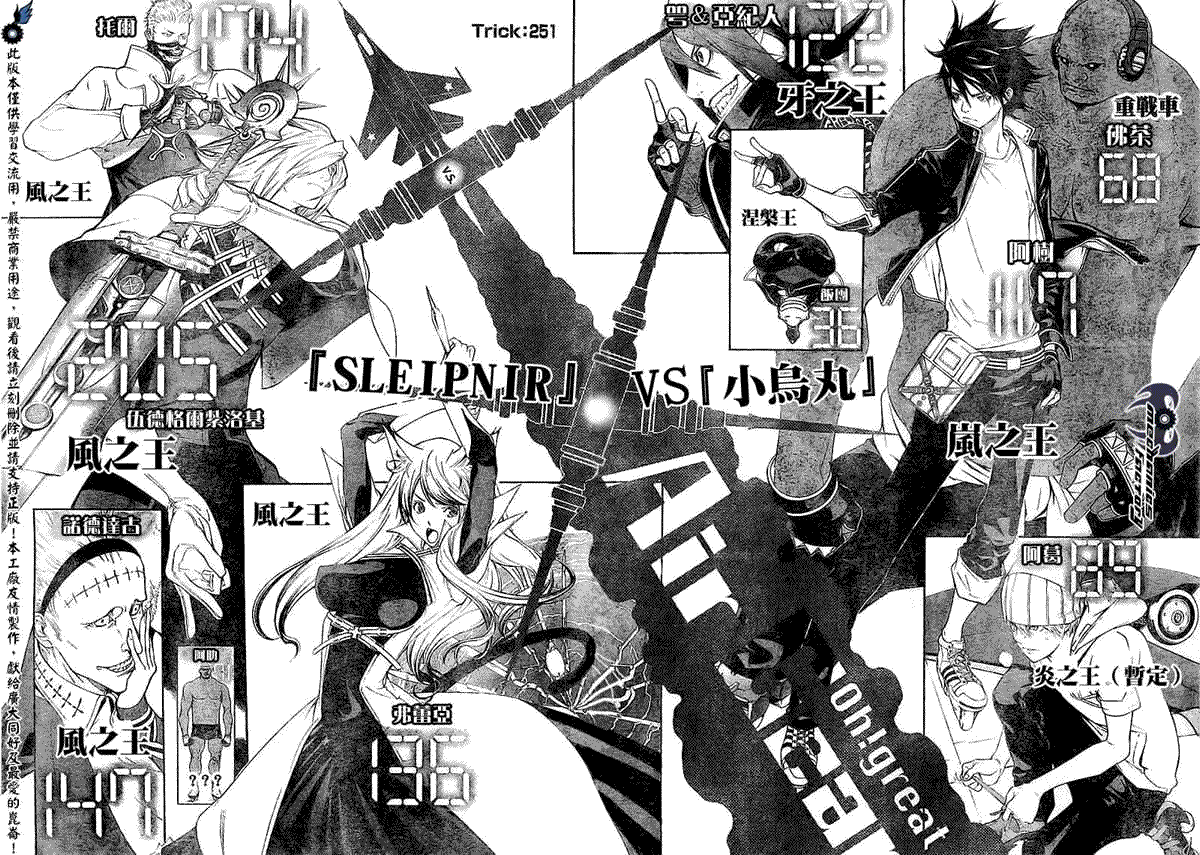 此版本僅供學習交流用，嚴禁商業用途，觀看後請立刻刪除並請支持正版！本工廠友情製作，獻給廣大同好及最愛的崑崙！
托爾
174
風之王
Trick:251
咢&亞紀人
122
牙之王
重戰車
佛茶
68
VS
涅槃王
飯團
36
阿樹
117
嵐之王
205
伍德格爾紮洛基
風之王
『SLEIPNIR』 VS『小烏丸』
諾德達古
風之王
147
阿助
???
風之王
弗蕾亞
136
Air
Oh!great
阿葛
89
炎之王（暫定）